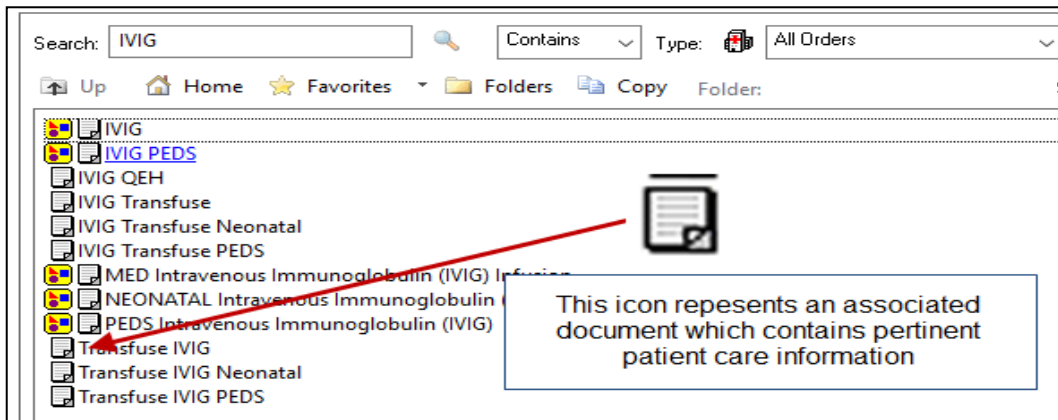 Search: IVIG Contains Type: All Orders
Up Home Favorites Folders Copy Folder:
IVIG
IVIG PEDS
IVIG QEH
IVIG Transfuse
IVIG Transfuse Neonatal
IVIG Transfuse PEDS
MED Intravenous Immunoglobulin (IVIG) Infusion
NEONATAL Intravenous Immunoglobulin (
PEDS Intravenous Immunoglobulin (IVIG)
Transfuse IVIG
Transfuse IVIG Neonatal
Transfuse IVIG PEDS
This icon repesents an associated
document which contains pertinent
patient care information